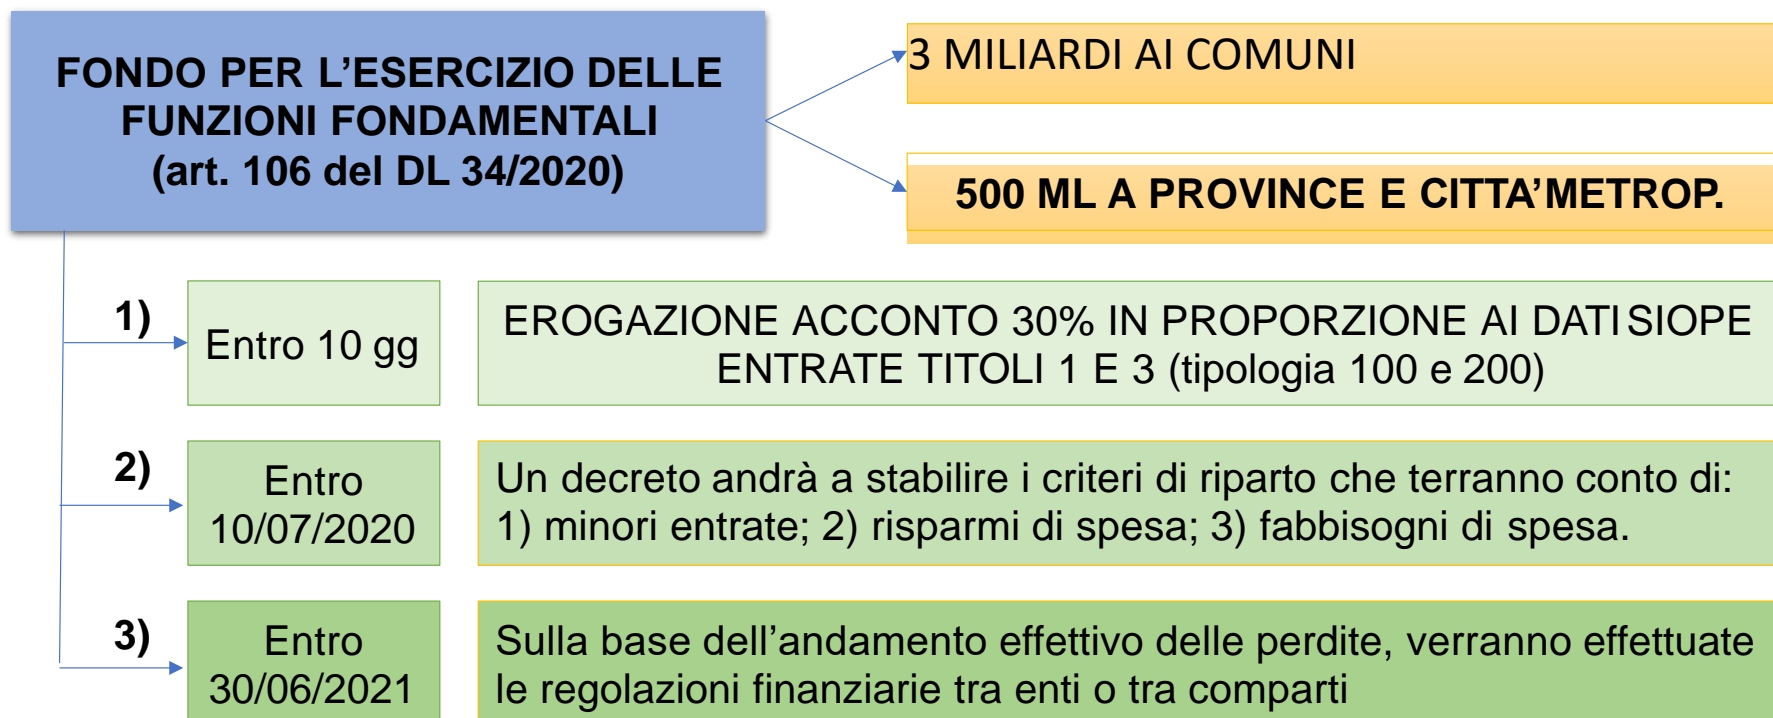 FONDO PER L’ESERCIZIO DELLE
FUNZIONI FONDAMENTALI
(art. 106 del DL 34/2020)
3 MILIARDI AI COMUNI
500 ML A PROVINCE E CITTA’METROP.
1)
Entro 10 gg
EROGAZIONE ACCONTO 30% IN PROPORZIONE AI DATI SIOPE
ENTRATE TITOLI 1 E 3 (tipologia 100 e 200)
2)
Entro
10/07/2020
Un decreto andrà a stabilire i criteri di riparto che terranno conto di:
1) minori entrate; 2) risparmi di spesa; 3) fabbisogni di spesa.
3)
Entro
30/06/2021
Sulla base dell’andamento effettivo delle perdite, verranno effettuate
le regolazioni finanziarie tra enti o tra comparti